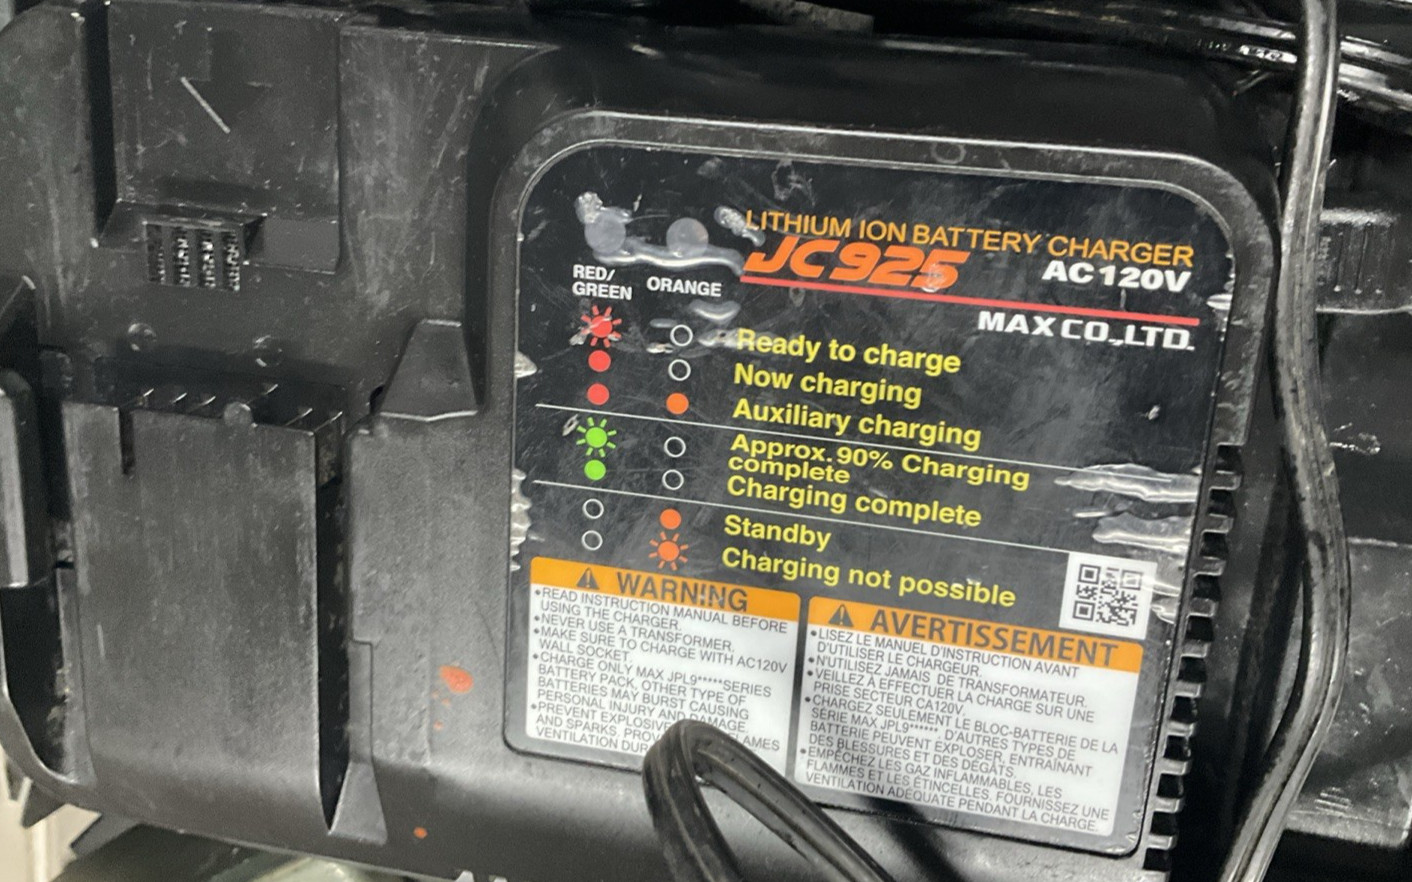 LITHIUM ION BATTERY CHARGER
JC925 AC120V
MAX CO.,LTD.
RED/
GREEN
ORANGE
Ready to charge
Now charging
Auxiliary charging
Approx.90% Charging
complete
Charging complete
Standby
Charging not possible
WARNING
•READ INSTRUCTION MANUAL BEFORE
USING THE CHARGER.
•NEVER USE A TRANSFORMER.
•MAKE SURE TO CHARGE WITH AC120V
WALL SOCKET.
•CHARGE ONLY MAX JPL9*****SERIES
BATTERY PACK, OTHER TYPE OF
BATTERIES MAY BURST CAUSING
PERSONAL INJURY AND DAMAGE.
•PREVENT EXPLOSIVE
AND SPARKS. FLAMES
VENTILATION
AVERTISSEMENT
•LISEZ LE MANUEL D'INSTRUCTION AVANT
D'UTILISER LE CHARGEUR.
•N'UTILISEZ JAMAIS DE TRANSFORMATEUR.
•VEILLEZ À EFFECTUER LA CHARGE SUR UNE
PRISE SECTEUR CA120V.
•CHARGEZ SEULEMENT LE BLOC-BATTERIE DE LA
SÉRIE MAX JPL9******. D'AUTRES TYPES DE
BATTERIE PEUVENT EXPLOSER, ENTRAÎNANT
DES BLESSURES ET DES DÉGÂTS.
•EMPÊCHEZ LES GAZ INFLAMMABLES, LES
FLAMMES ET LES ÉTINCELLES. FOURNISSEZ UNE
VENTILATION ADÉQUATE PENDANT LA CHARGE.